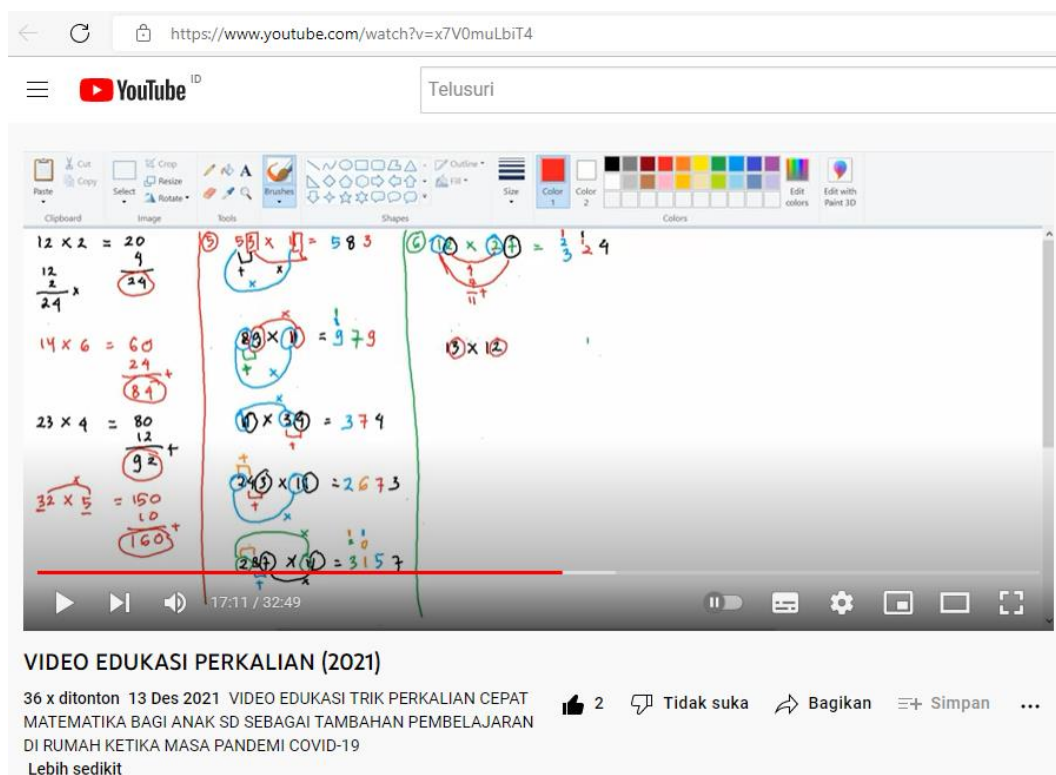 https://www.youtube.com/watch?v=x7V0muLbiT4
YouTube ID
Telusuri
Paste
Cut
Copy
Clipboard
Select
Crop
Resize
Rotate
Image
Tools
Brushes
Shapes
Outline
Fill
Size
Color 1
Color 2
Colors
Edit colors
Edit with Paint 3D
12 x 2 = 20
4
24
12
2 x
24
14 x 6 = 60
24 +
84
23 x 4 = 80
12 +
92
32 x 5 = 150
10 +
160
5 53 x 11 = 583
89 x 11 = 979
11 x 34 = 374
243 x 11 = 2673
287 x 11 = 3157
6 12 x 27 =
13 x 12
17:11 / 32:49
VIDEO EDUKASI PERKALIAN (2021)
36 x ditonton 13 Des 2021 VIDEO EDUKASI TRIK PERKALIAN CEPAT
MATEMATIKA BAGI ANAK SD SEBAGAI TAMBAHAN PEMBELAJARAN
DI RUMAH KETIKA MASA PANDEMI COVID-19
Lebih sedikit
2 Tidak suka Bagikan Simpan ...